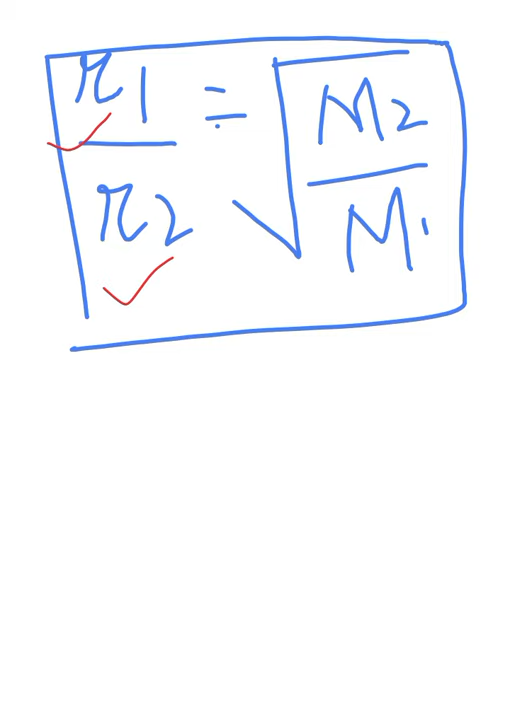 r1/r2 = √(M2/M1)